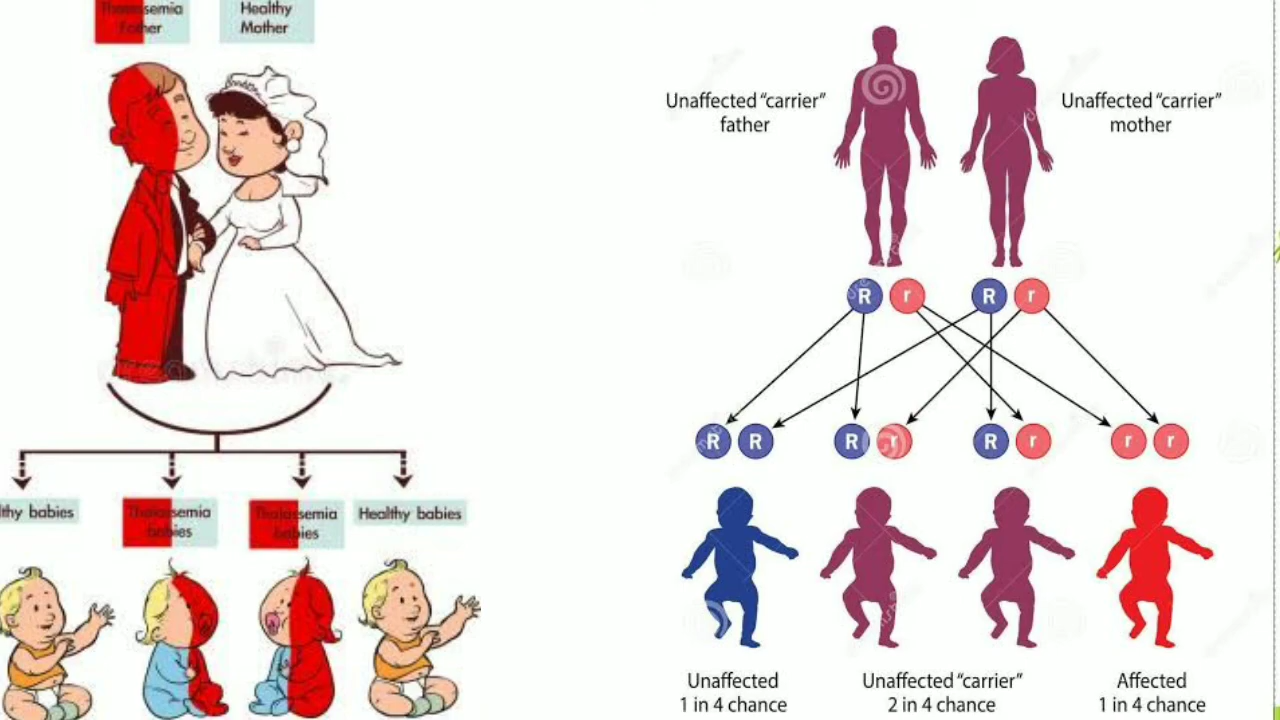 Thalassemia
Father
Healthy
Mother
lthy babies
Thalassemia
babies
Thalassemia
babies
Healthy babies
Unaffected "carrier"
father
Unaffected "carrier"
mother
R r R r
R R R r R r r r
Unaffected
1 in 4 chance
Unaffected "carrier"
2 in 4 chance
Affected
1 in 4 chance